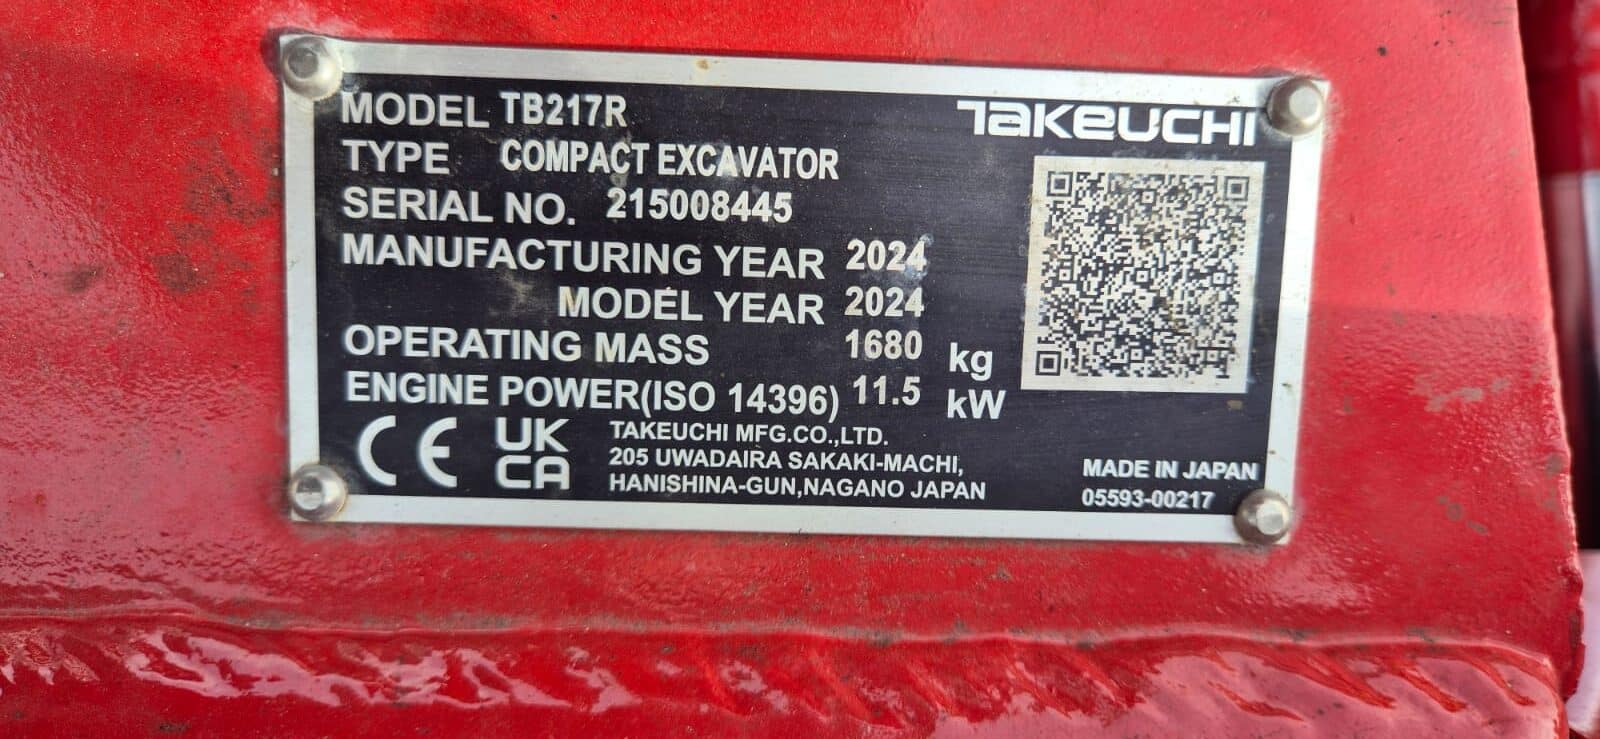 TAKEUCHI
MODEL TB217R
TYPE COMPACT EXCAVATOR
SERIAL NO. 215008445
MANUFACTURING YEAR 2024
MODEL YEAR 2024
OPERATING MASS 1680 kg
ENGINE POWER(ISO 14396) 11.5 kW
CE UK CA
TAKEUCHI MFG.CO.,LTD.
205 UWADAIRA SAKAKI-MACHI,
HANISHINA-GUN,NAGANO JAPAN
MADE IN JAPAN
05593-00217